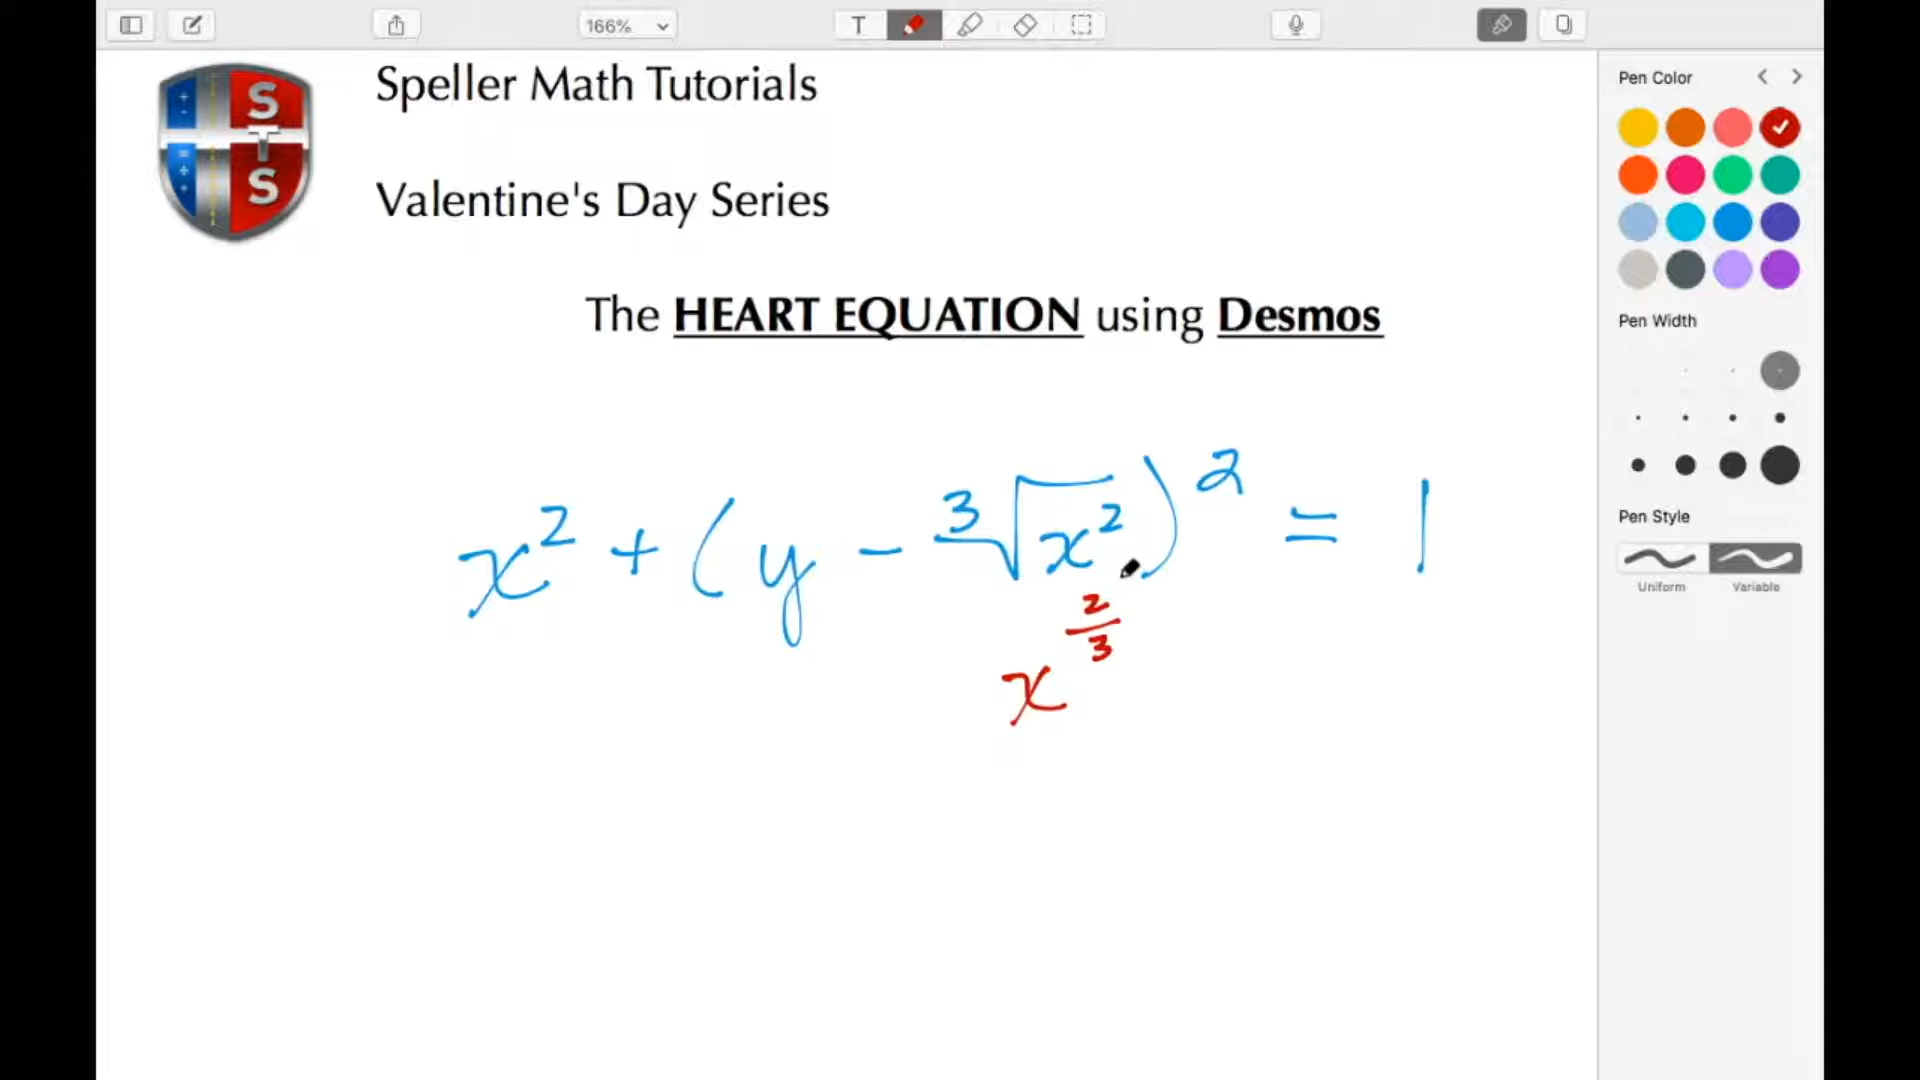 166%
T
Pen Color
S
T
S
Speller Math Tutorials
Valentine's Day Series
The HEART EQUATION using Desmos
Pen Width
x² + (y - ³√x²)² = 1
x^(2/3)
Pen Style
Uniform
Variable